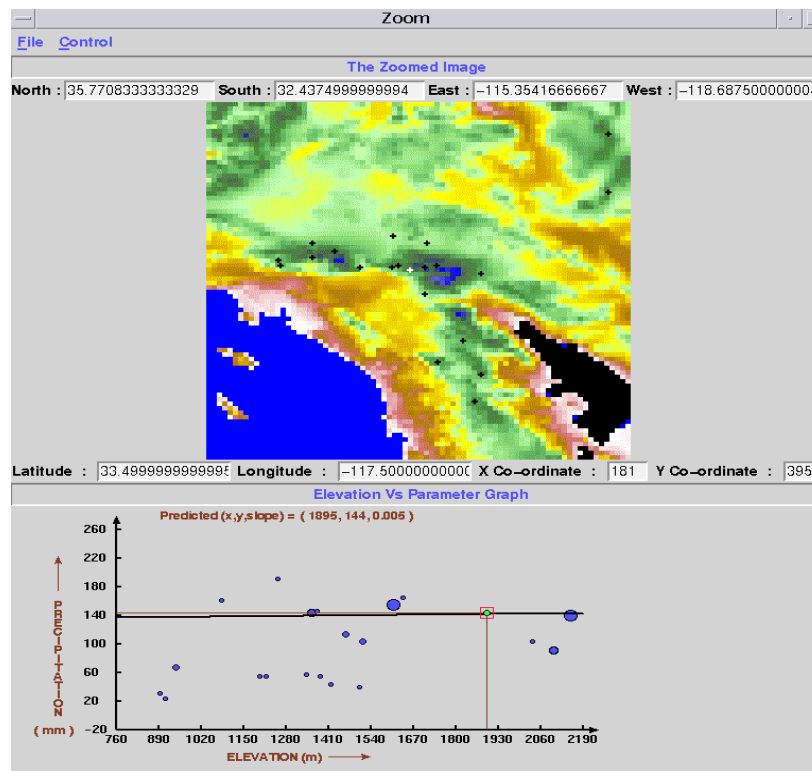 Zoom
File Control
The Zoomed Image
North : 35.7708333333329 South : 32.4374999999994 East : −115.35416666667 West : −118.68750000000
Latitude : 33.4999999999999 Longitude : −117.5000000000 X Co−ordinate : 181 Y Co−ordinate : 395
Elevation Vs Parameter Graph
Predicted (x,y,slope) = ( 1895, 144, 0.005 )
260
220
180
140
100
60
20
−20
PRECIPITATION
( mm )
760 890 1020 1150 1280 1410 1540 1670 1800 1930 2060 2190
ELEVATION (m)